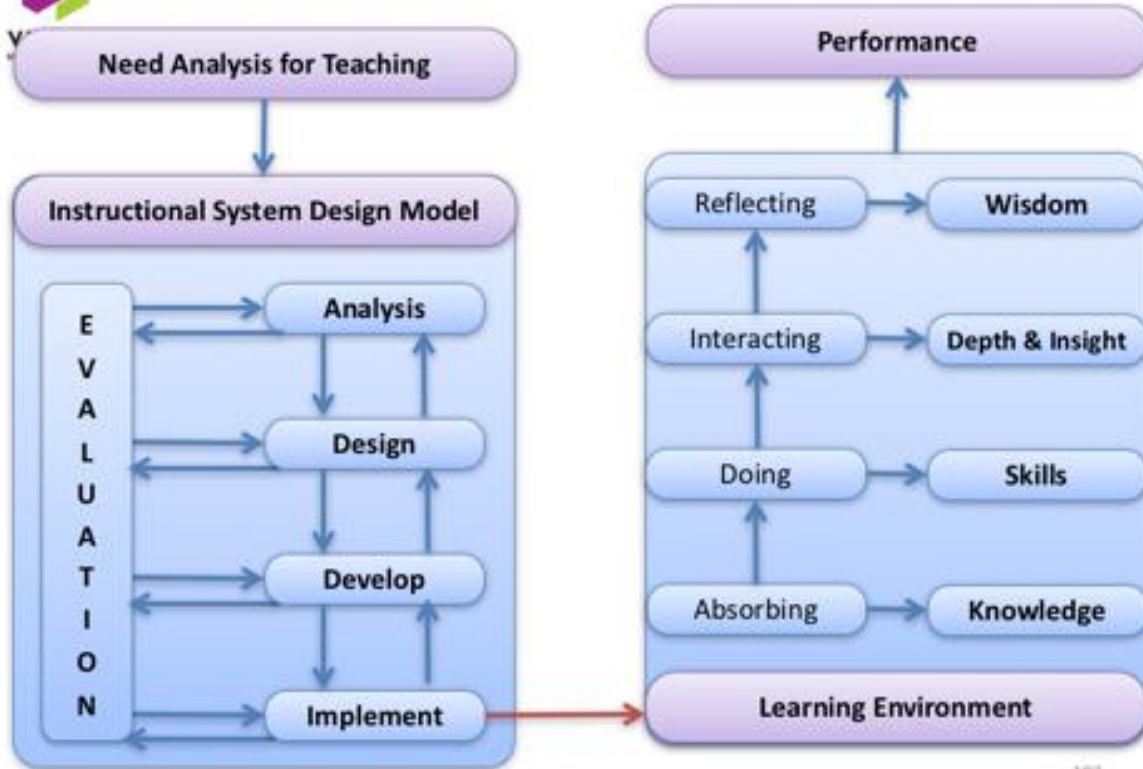 Need Analysis for Teaching
Instructional System Design Model
EVALUATION
Analysis
Design
Develop
Implement
Performance
Reflecting
Wisdom
Interacting
Depth & Insight
Doing
Skills
Absorbing
Knowledge
Learning Environment